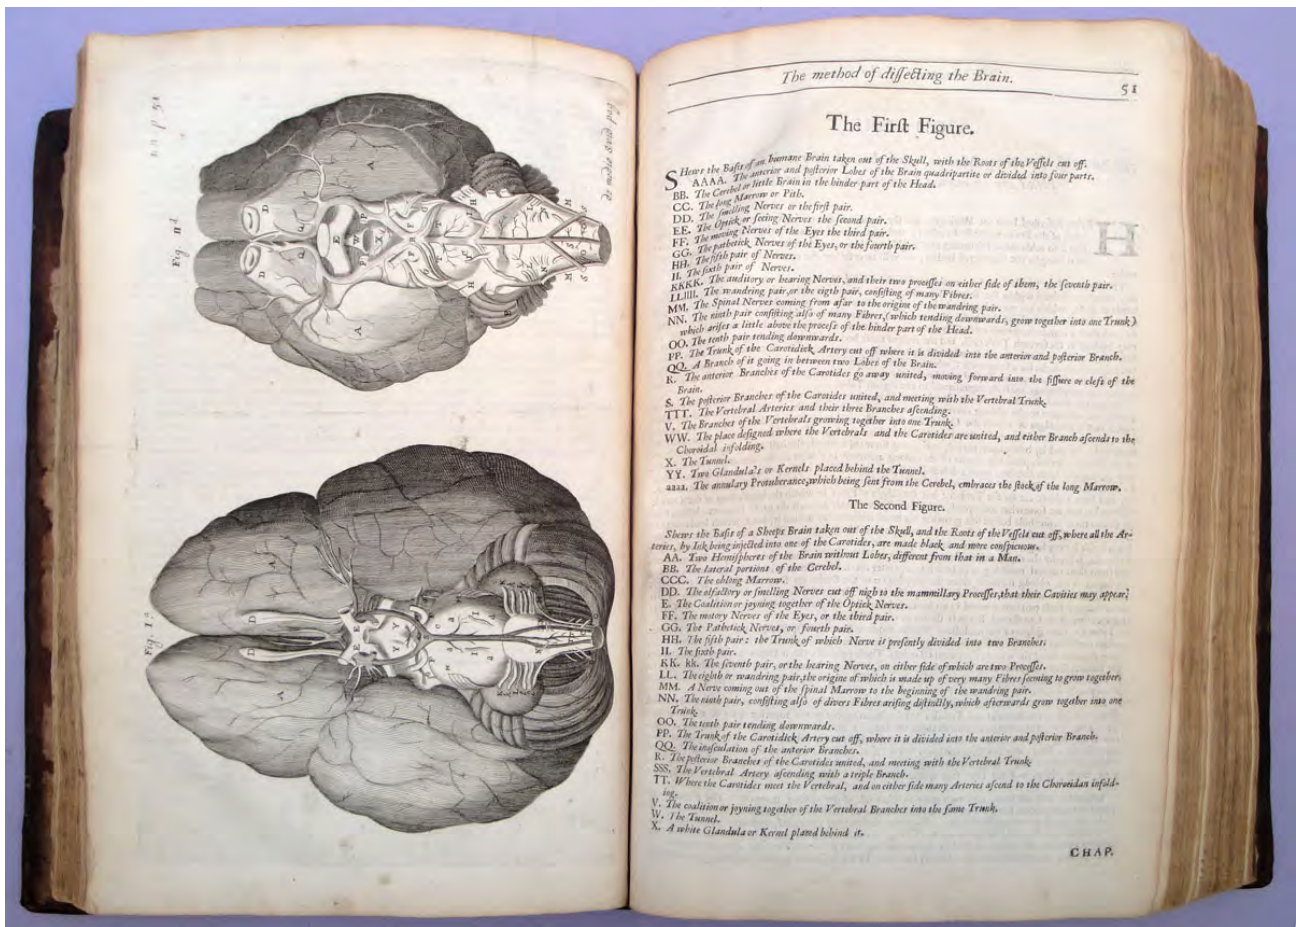 Fig. 1ª
Fig. IIª
The method of diſſecting the Brain.
51
The Firſt Figure.
SHews the Baſis of an humane Brain taken out of the Skull, with the Roots of the Veſſels cut off.
AAAA. The anterior and poſterior Lobes of the Brain quadripartite or divided into four parts.
BB. The Cerebel or little Brain in the hinder part of the Head.
CC. The long Marrow or Pith.
DD. The ſmelling Nerves or the firſt pair.
EE. The Optick or ſeeing Nerves the ſecond pair.
FF. The moving Nerves of the Eyes the third pair.
GG. The pathetick Nerves of the Eyes, or the fourth pair.
HH. The fifth pair of Nerves.
II. The ſixth pair of Nerves.
KKKK. The auditory or hearing Nerves, and their two proceſſes on either ſide of them, the ſeventh pair.
LLllll. The wandring pair, or the eigth pair, conſiſting of many Fibres.
MM. The Spinal Nerves coming from afar to the origine of the wandring pair.
NN. The ninth pair conſiſting alſo of many Fibres, (which tending downwards, grow together into one Trunk)
which ariſes a little above the proceſs of the hinder part of the Head.
OO. The tenth pair tending downwards.
PP. The Trunk of the Carotidick Artery cut off where it is divided into the anterior and poſterior Branch.
QQ. A Branch of it going in between two Lobes of the Brain.
R. The anterior Branches of the Carotides go away united, moving forward into the fiſſure or cleft of the
Brain.
S. The poſterior Branches of the Carotides united, and meeting with the Vertebral Trunk.
TTT. The Vertebral Arteries and their three Branches aſcending.
V. The Branches of the Vertebrals growing together into one Trunk.
WW. The place deſigned where the Vertebrals and the Carotides are united, and either Branch aſcends to the
Choroidal infolding.
X. The Tunnel.
YY. Two Glandula's or Kernels placed behind the Tunnel.
aaaa. The annulary Protuberance, which being ſent from the Cerebel, embraces the ſtock of the long Marrow.
The Second Figure.
Shews the Baſis of a Sheeps Brain taken out of the Skull, and the Roots of the Veſſels cut off, where all the Ar-
teries, by Ink being injected into one of the Carotides, are made black and more conſpicuous.
AA. Two Hemiſpheres of the Brain without Lobes, different from that in a Man.
BB. The lateral portions of the Cerebel.
CCC. The oblong Marrow.
DD. The olfactory or ſmelling Nerves cut off nigh to the mammillary Proceſſes, that their Cavities may appear.
E. The Coalition or joyning together of the Optick Nerves.
FF. The motory Nerves of the Eyes, or the third pair.
GG. The Pathetick Nerves, or fourth pair.
HH. The fifth pair: the Trunk of which Nerve is preſently divided into two Branches.
II. The ſixth pair.
KK. kk. The ſeventh pair, or the hearing Nerves, on either ſide of which are two Proceſſes.
LL. The eighth or wandring pair, the origine of which is made up of very many Fibres ſeeming to grow together.
MM. A Nerve coming out of the ſpinal Marrow to the beginning of the wandring pair.
NN. The ninth pair, conſiſting alſo of divers Fibres ariſing diſtinctly, which afterwards grow together into one
Trunk.
OO. The tenth pair tending downwards.
PP. The Trunk of the Carotidick Artery cut off, where it is divided into the anterior and poſterior Branch.
QQ. The inoſculation of the anterior Branches.
R. The poſterior Branches of the Carotides united, and meeting with the Vertebral Trunk.
SSS. The Vertebral Artery aſcending with a triple Branch.
TT. Where the Carotides meet the Vertebral, and on either ſide many Arteries aſcend to the Choroidan infold-
ing.
V. The coalition or joyning together of the Vertebral Branches into the ſame Trunk.
W. The Tunnel.
X. A white Glandula or Kernel placed behind it.
CHAP.